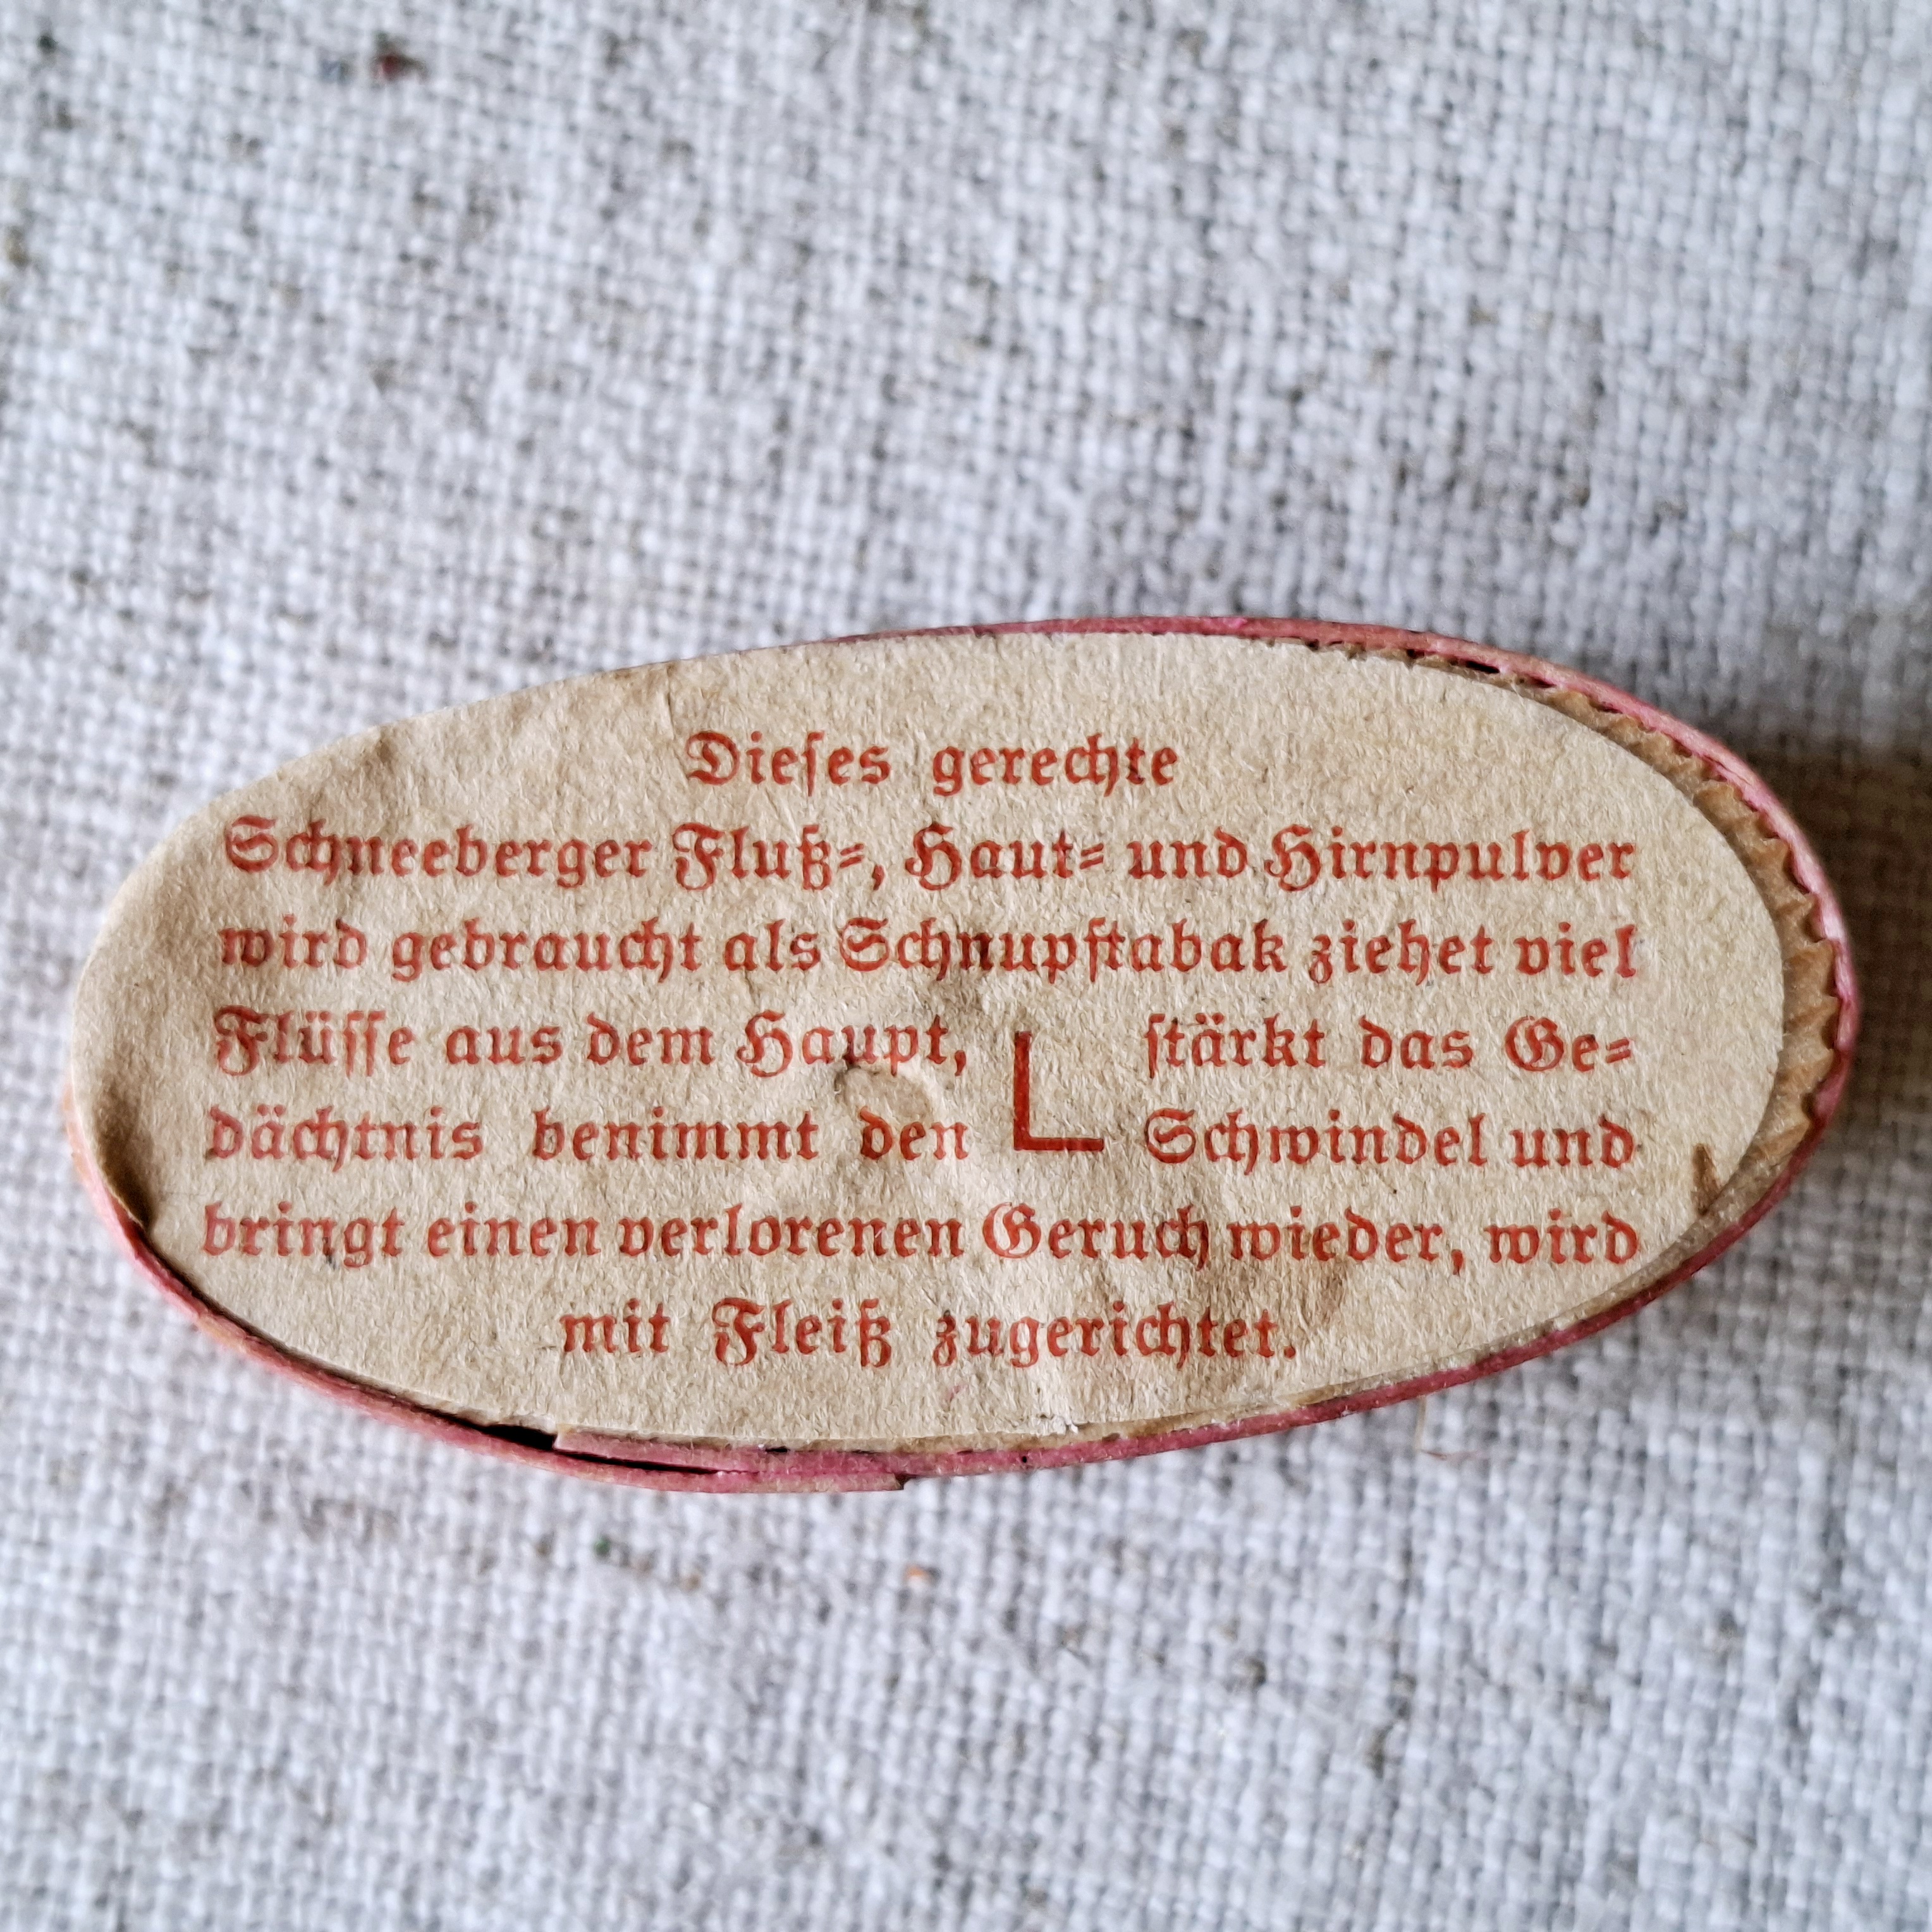 Dieſes gerechte
Schneeberger Fluß⸗, Haut⸗ und Hirnpulver
wird gebraucht als Schnupftabak ziehet viel
Flüſſe aus dem Haupt, L ſtärkt das Ge⸗
dächtnis benimmt den Schwindel und
bringt einen verlorenen Geruch wieder, wird
mit Fleiß zugerichtet.